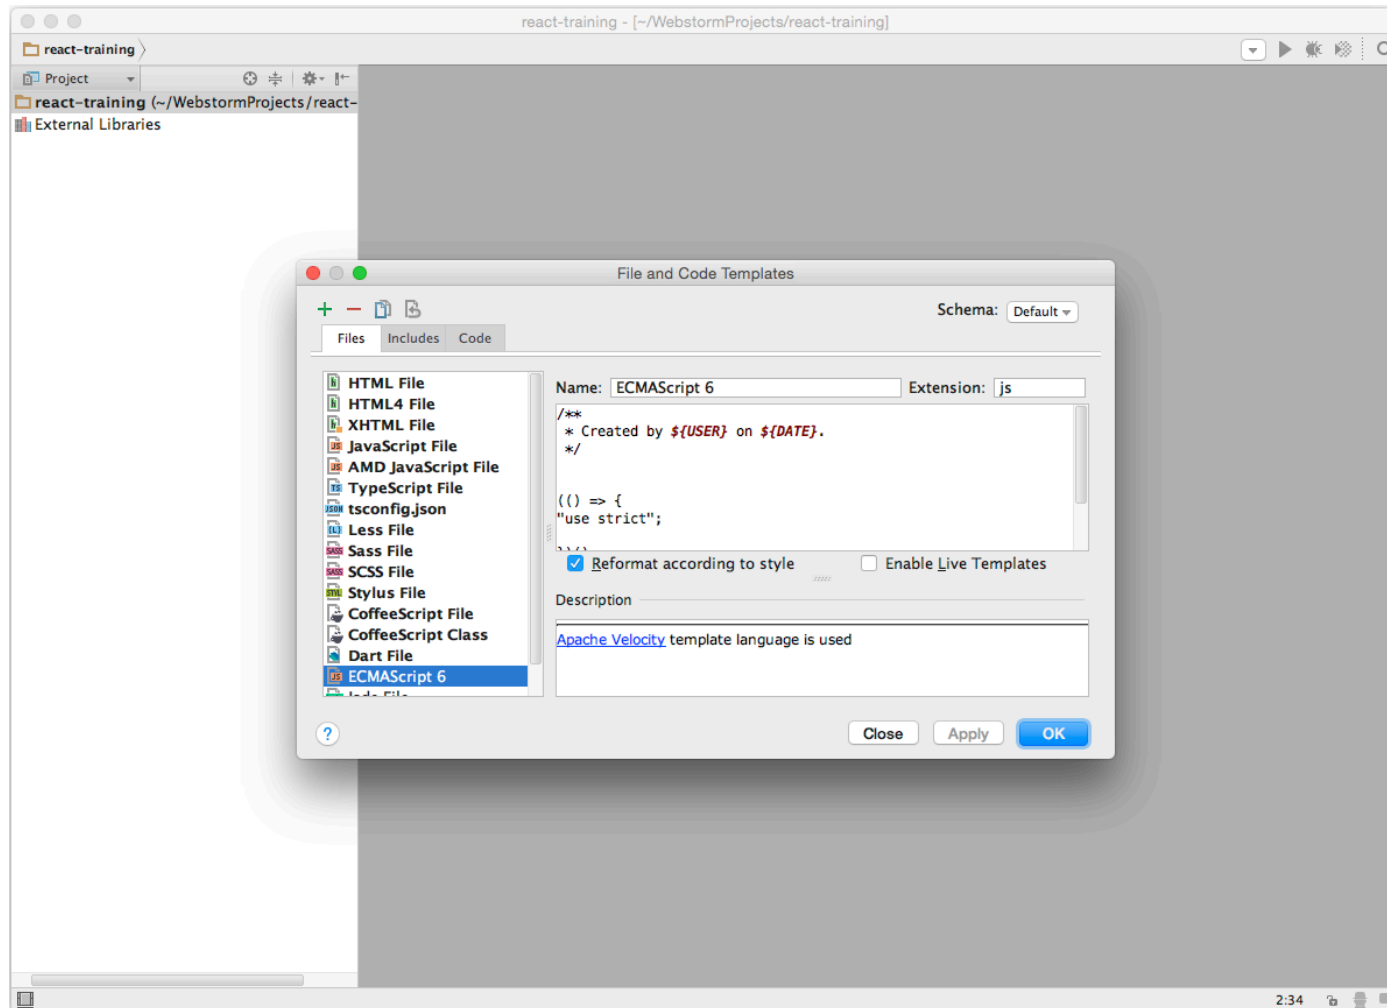 react-training - [~/WebstormProjects/react-training]
react-training
Project
react-training (~/WebstormProjects/react-
External Libraries
File and Code Templates
Schema: Default
Files Includes Code
HTML File
HTML4 File
XHTML File
JavaScript File
AMD JavaScript File
TypeScript File
tsconfig.json
Less File
Sass File
SCSS File
Stylus File
CoffeeScript File
CoffeeScript Class
Dart File
ECMAScript 6
Jade File
Name: ECMAScript 6 Extension: js
/**
* Created by ${USER} on ${DATE}.
*/
(() => {
"use strict";
})()
Reformat according to style Enable Live Templates
Description
Apache Velocity template language is used
? Close Apply OK
2:34